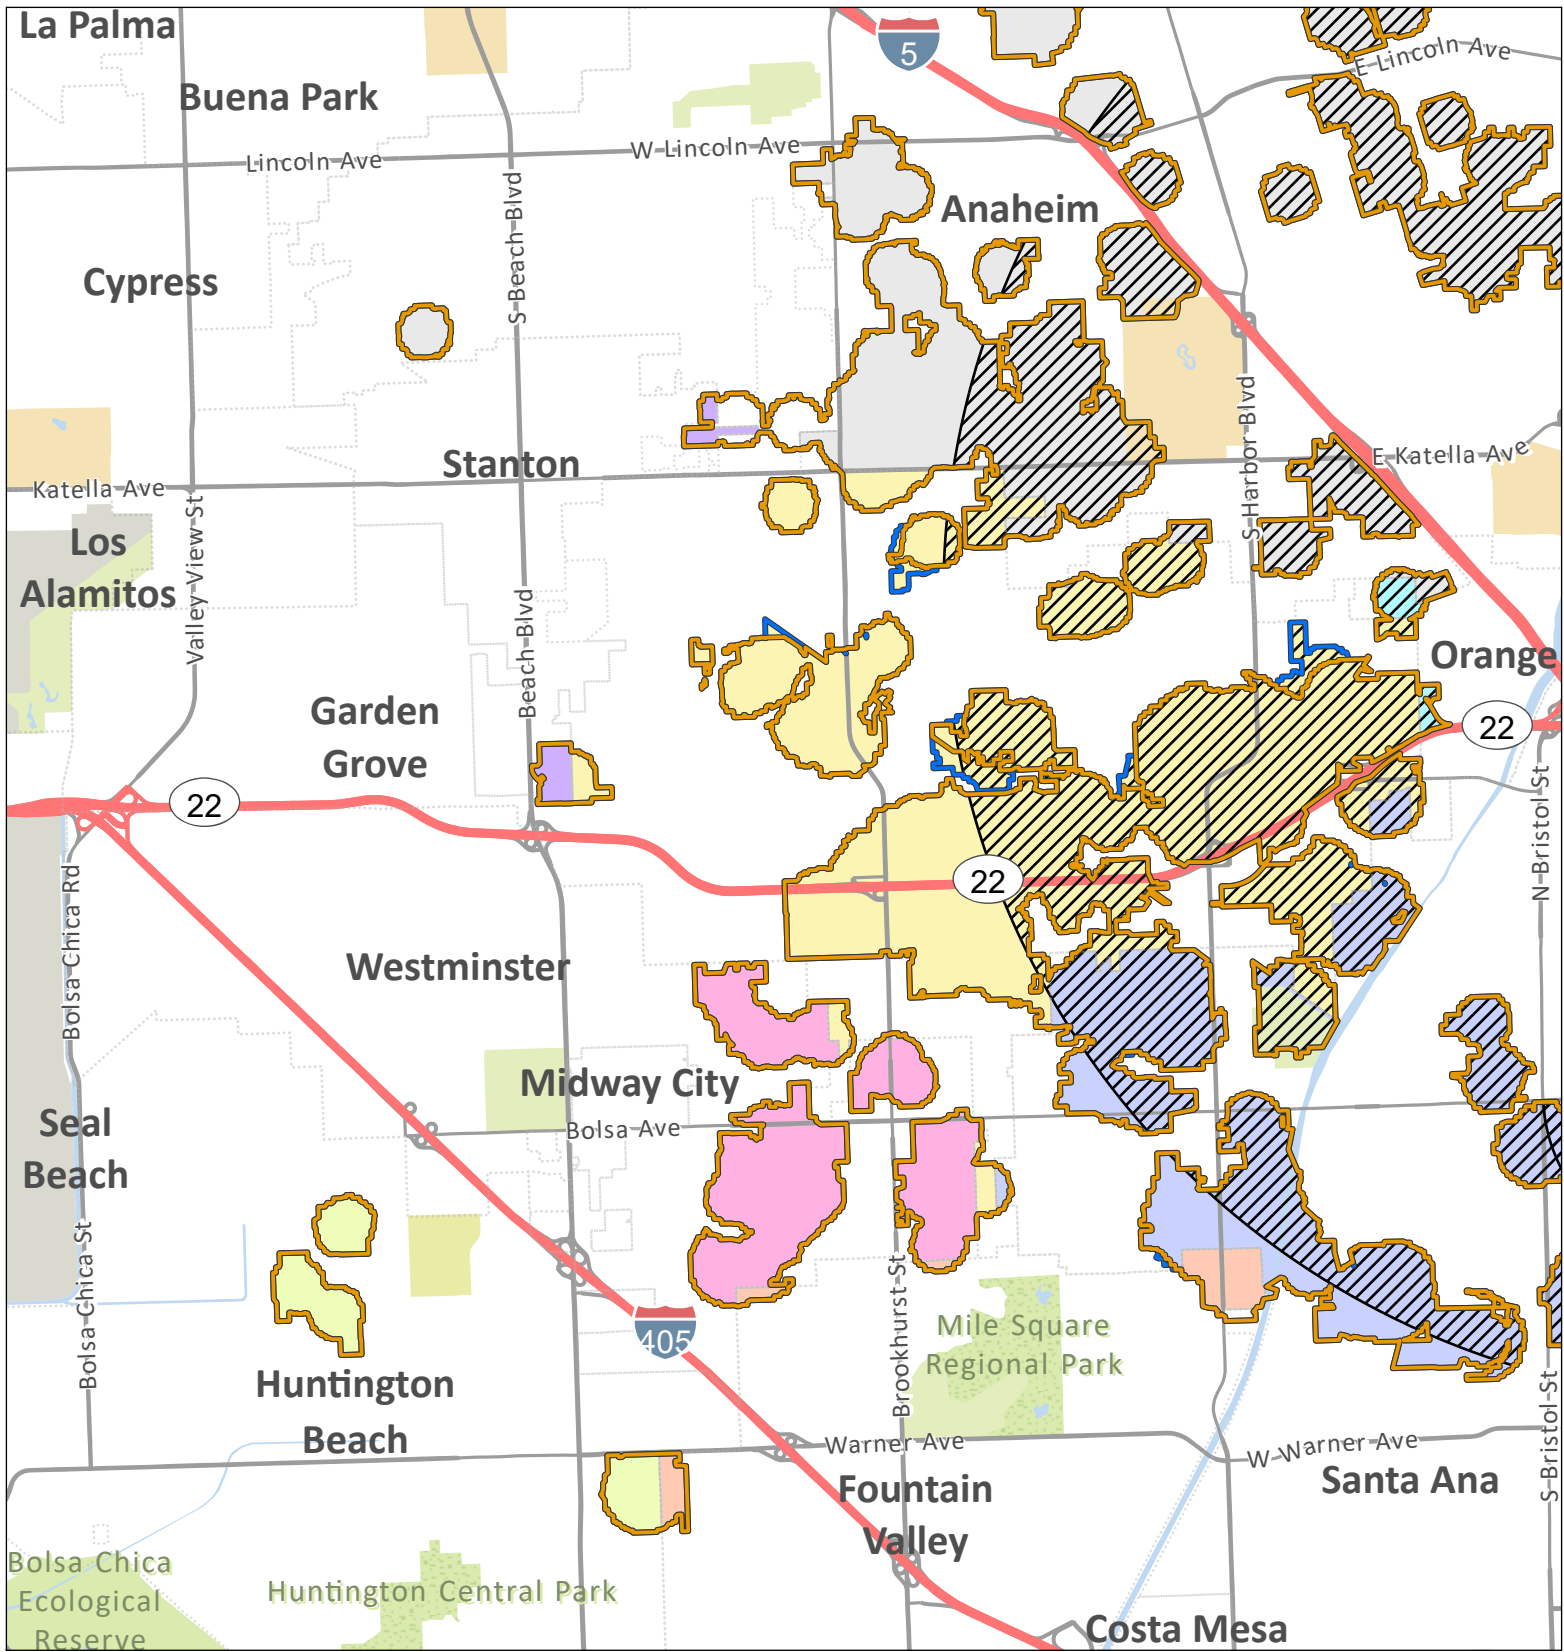 La Palma
5
E Lincoln Ave
Buena Park
Lincoln Ave
W Lincoln Ave
S Beach Blvd
Anaheim
Cypress
S Harbor Blvd
Stanton
E Katella Ave
Katella Ave
Valley View St
Los
Alamitos
Beach Blvd
Orange
Garden
Grove
22
22
22
N Bristol St
Bolsa Chica Rd
Westminster
Midway City
Bolsa Ave
Seal
Beach
Bolsa Chica St
Brookhurst St
405
Mile Square
Regional Park
Huntington
Beach
Warner Ave
W Warner Ave
S Bristol St
Santa Ana
Fountain
Valley
Bolsa Chica
Ecological
Reserve
Huntington Central Park
Costa Mesa